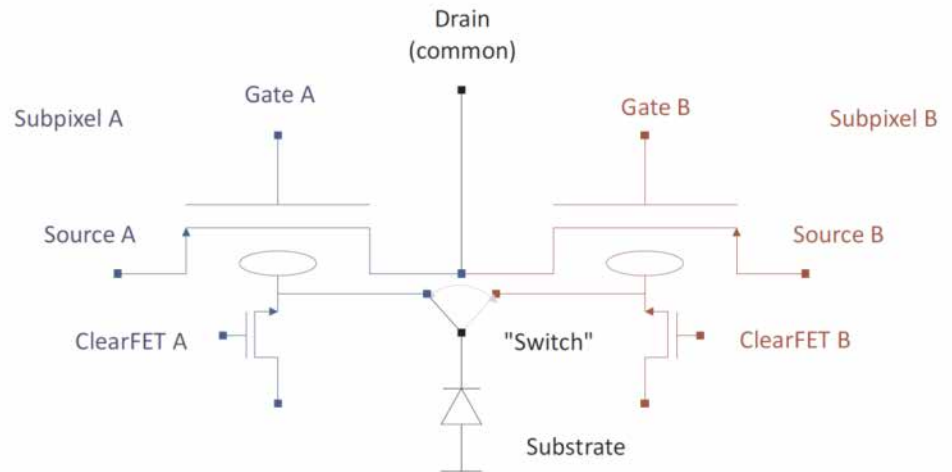 Drain
(common)
Gate A
Gate B
Subpixel A
Subpixel B
Source A
Source B
ClearFET A
"Switch"
ClearFET B
Substrate